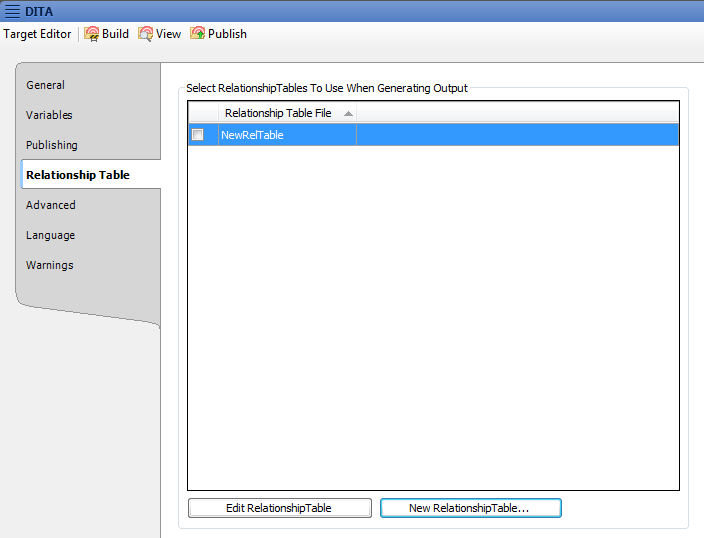 DITA
Target Editor Build View Publish
General
Variables
Publishing
Relationship Table
Advanced
Language
Warnings
Select RelationshipTables To Use When Generating Output
Relationship Table File
NewRelTable
Edit RelationshipTable New RelationshipTable...